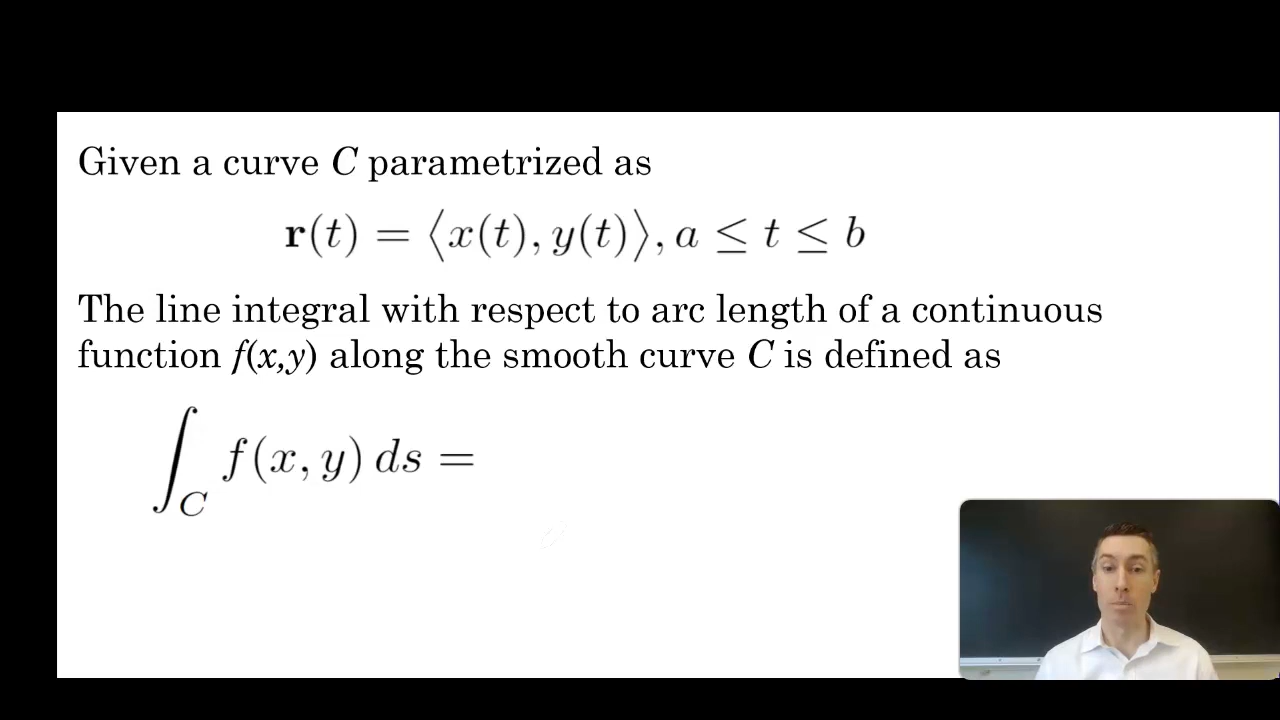 Given a curve C parametrized as
r(t) = ⟨x(t), y(t)⟩, a ≤ t ≤ b
The line integral with respect to arc length of a continuous
function f(x,y) along the smooth curve C is defined as
∫_C f(x, y) ds =